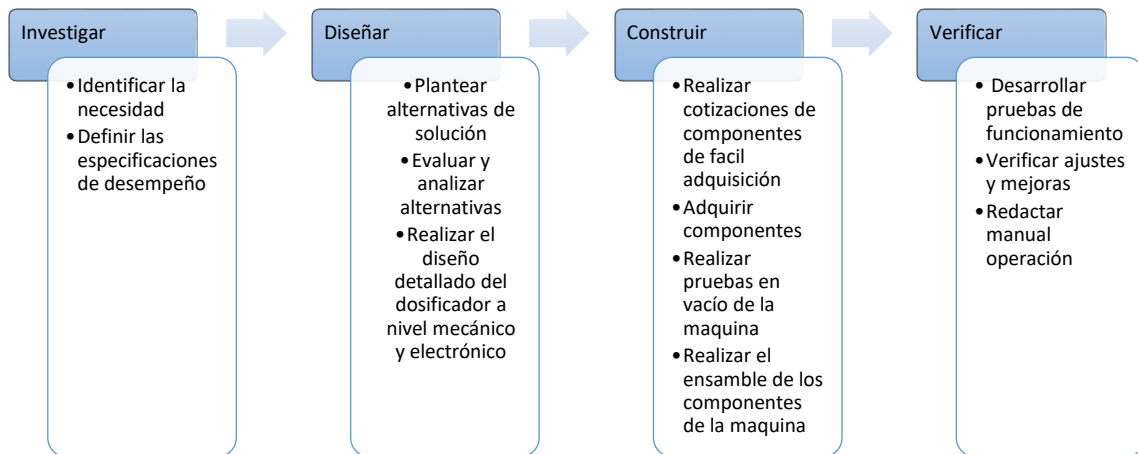 Investigar
•Identificar la
necesidad
•Definir las
especificaciones
de desempeño
Diseñar
•Plantear
alternativas de
solución
•Evaluar y
analizar
alternativas
•Realizar el
diseño
detallado del
dosificador a
nivel mecánico
y electrónico
Construir
•Realizar
cotizaciones de
componentes
de facil
adquisición
•Adquirir
componentes
•Realizar
pruebas en
vacío de la
maquina
•Realizar el
ensamble de los
componentes
de la maquina
Verificar
• Desarrollar
pruebas de
funcionamiento
•Verificar ajustes
y mejoras
•Redactar
manual
operación